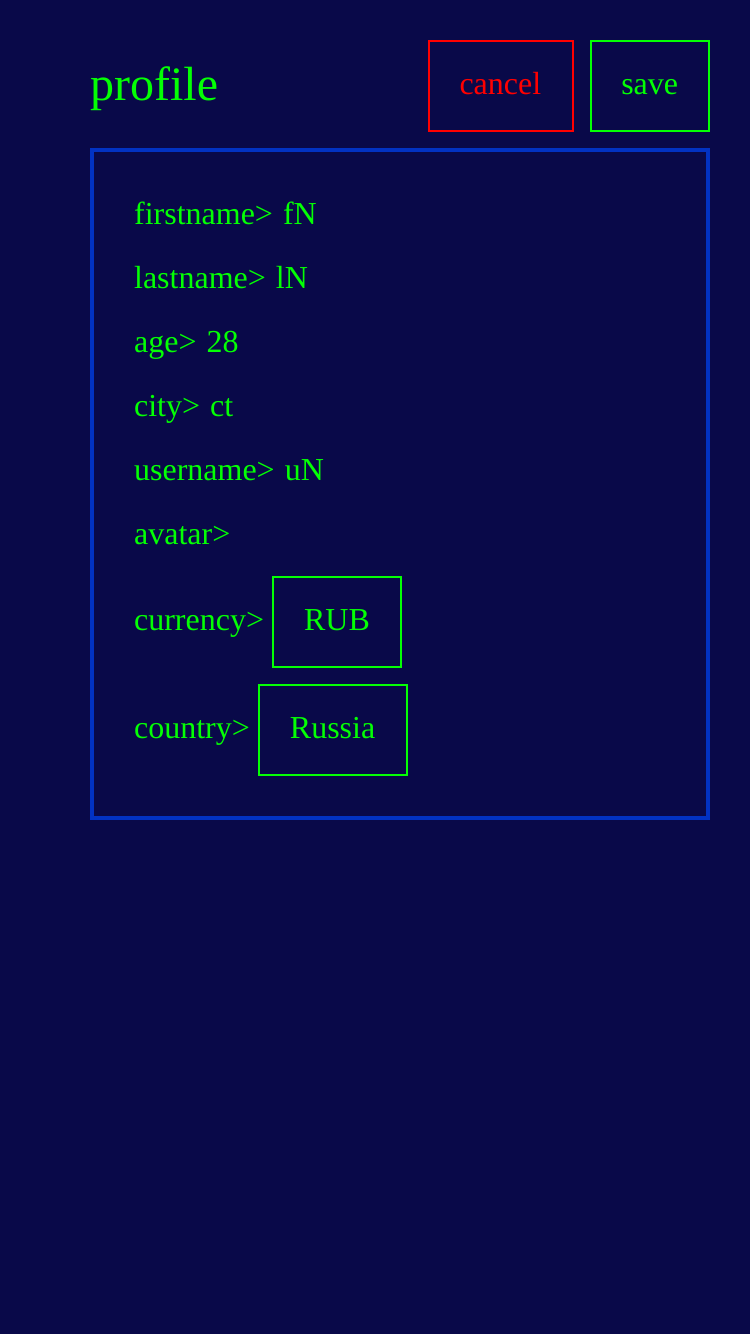 profile cancel save
firstname> fN
lastname> lN
age> 28
city> ct
username> uN
avatar>
currency> RUB
country> Russia